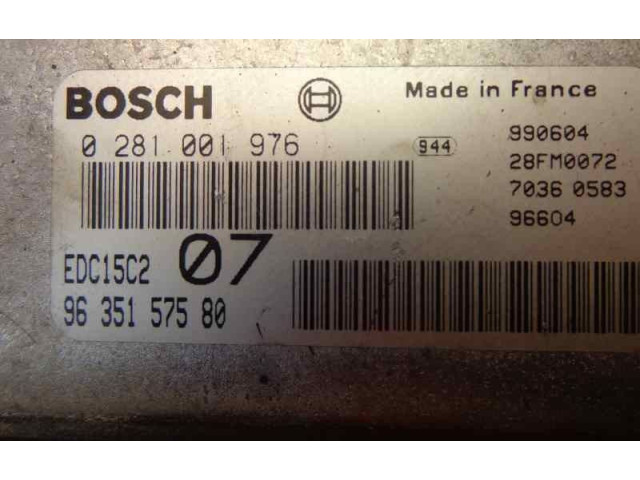 BOSCH
Made in France
0 281 001 976
944
990604
28FM0072
7036 0583
96604
EDC15C2
07
96 351 575 80